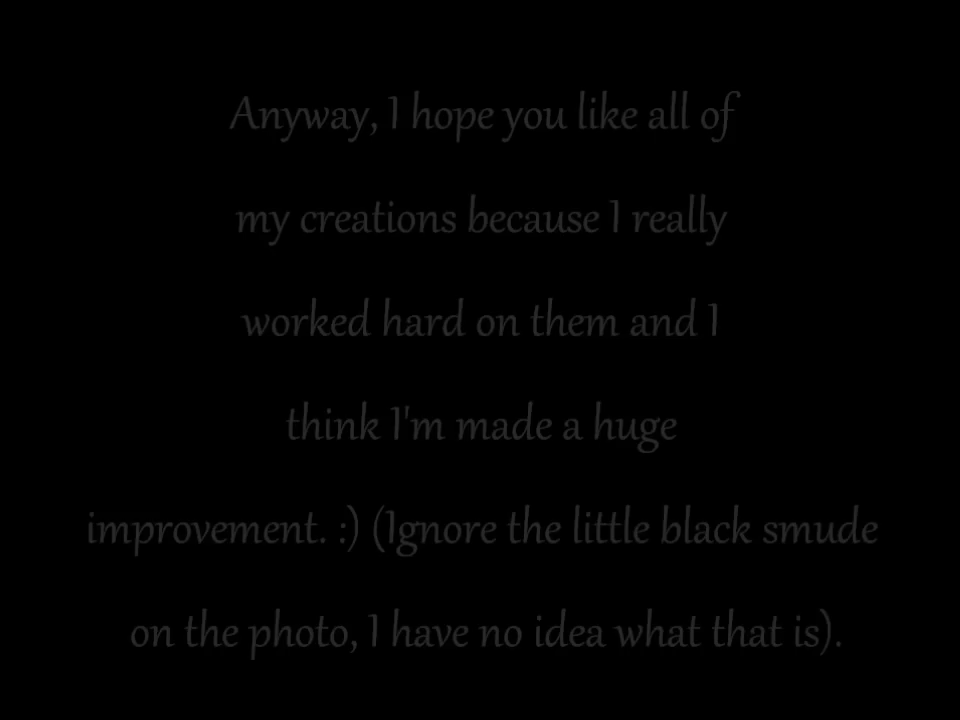 Anyway, I hope you like all of
my creations because I really
worked hard on them and I
think I'm made a huge
improvement. :) (Ignore the little black smude
on the photo, I have no idea what that is).